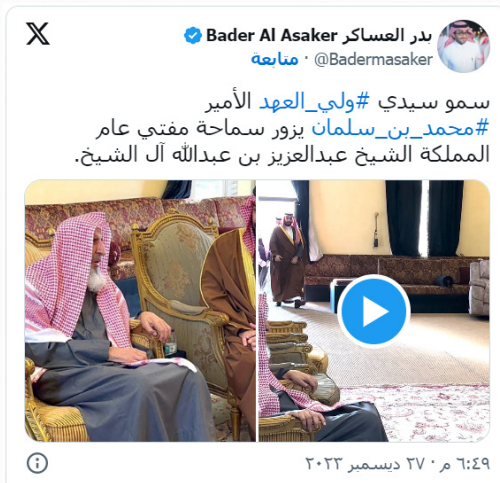 بدر العساكر Bader Al Asaker
@Badermasaker · متابعة
سمو سيدي #ولي_العهد الأمير
#محمد_بن_سلمان يزور سماحة مفتي عام
المملكة الشيخ عبدالعزيز بن عبدالله آل الشيخ.
٦:٤٩ م · ٢٧ ديسمبر ٢٠٢٣